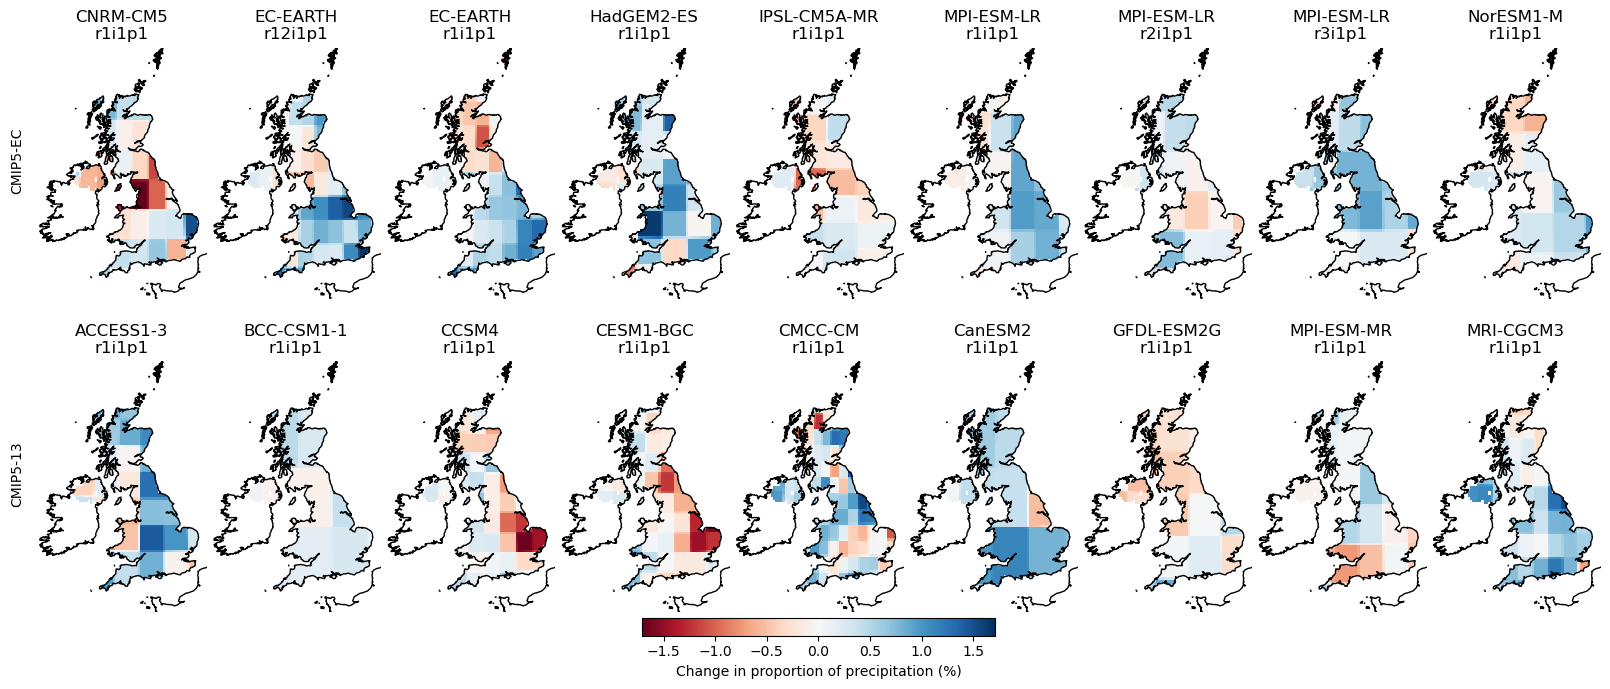 CNRM-CM5 EC-EARTH EC-EARTH HadGEM2-ES IPSL-CM5A-MR MPI-ESM-LR MPI-ESM-LR MPI-ESM-LR NorESM1-M
r1i1p1 r12i1p1 r1i1p1 r1i1p1 r1i1p1 r1i1p1 r2i1p1 r3i1p1 r1i1p1
CMIP5-EC
ACCESS1-3 BCC-CSM1-1 CCSM4 CESM1-BGC CMCC-CM CanESM2 GFDL-ESM2G MPI-ESM-MR MRI-CGCM3
r1i1p1 r1i1p1 r1i1p1 r1i1p1 r1i1p1 r1i1p1 r1i1p1 r1i1p1 r1i1p1
CMIP5-13
−1.5 −1.0 −0.5 0.0 0.5 1.0 1.5
Change in proportion of precipitation (%)